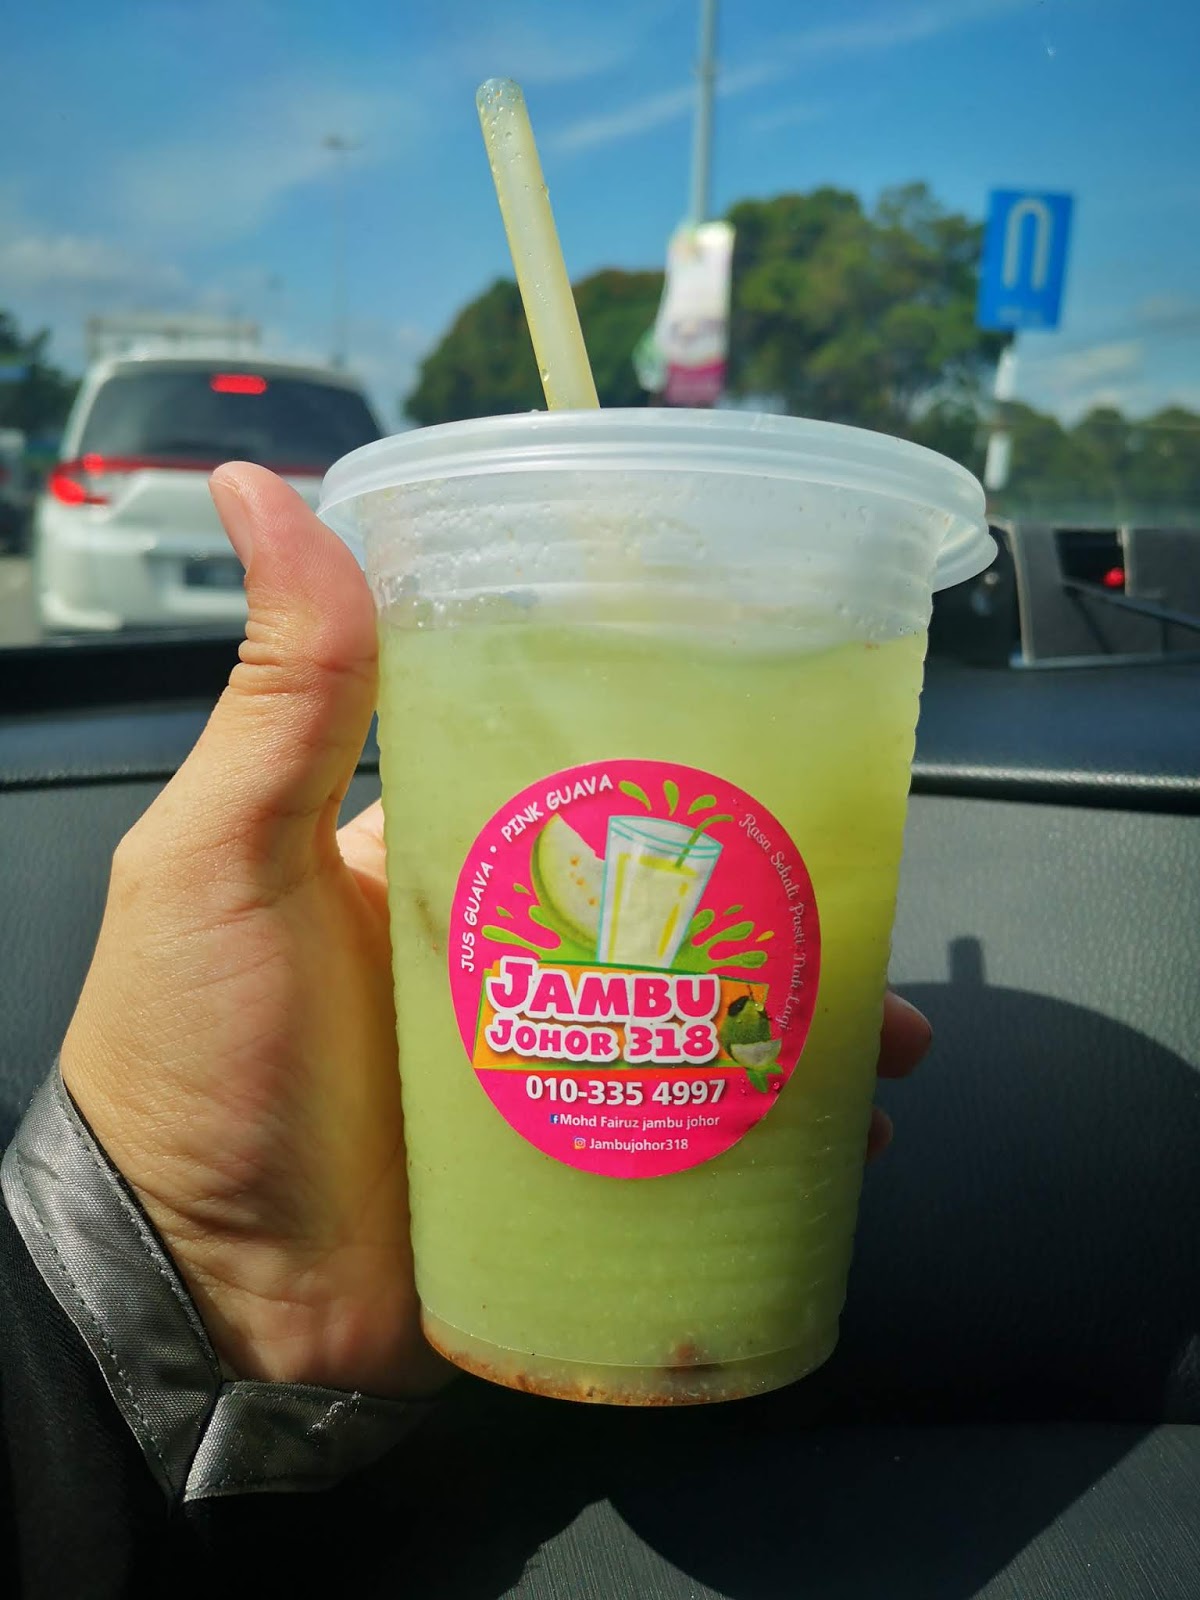 JUS GUAVA • PINK GUAVA
Rasa Sekali Pasti Nak Lagi
JAMBU
JOHOR 318
010-335 4997
Mohd Fairuz jambu johor
Jambujohor318